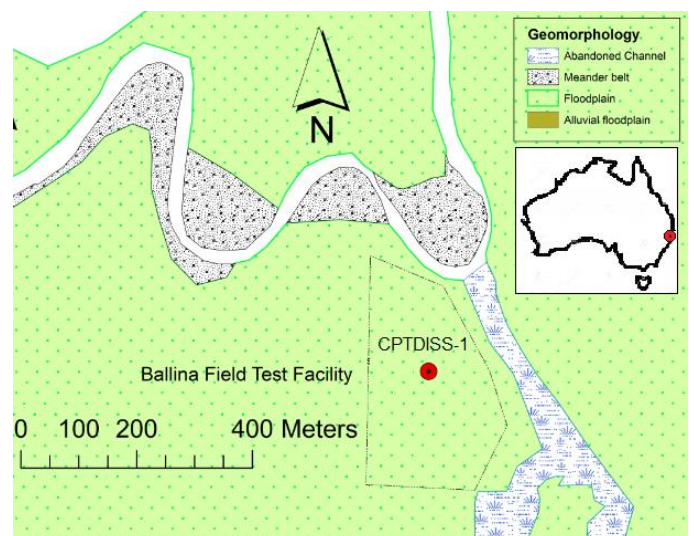 Geomorphology
Abandoned Channel
Meander belt
Floodplain
Alluvial floodplain
N
CPTDISS-1
Ballina Field Test Facility
0 100 200 400 Meters